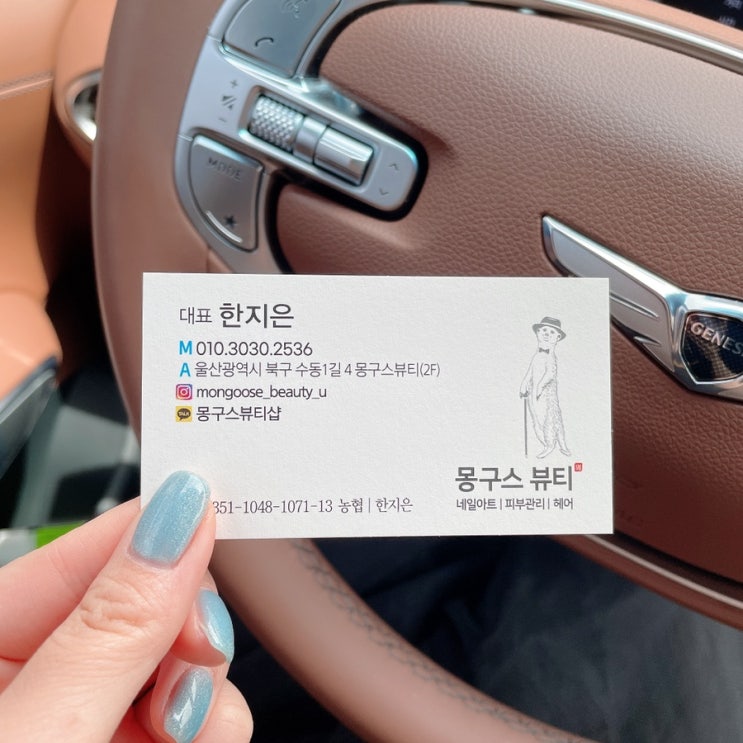 MODE
GENES
대표 한지은
M 010.3030.2536
A 울산광역시 북구 수동1길 4 몽구스뷰티(2F)
mongoose_beauty_u
TALK 몽구스뷰티샵
몽구스 뷰티
네일아트 | 피부관리 | 헤어
351-1048-1071-13 농협 | 한지은